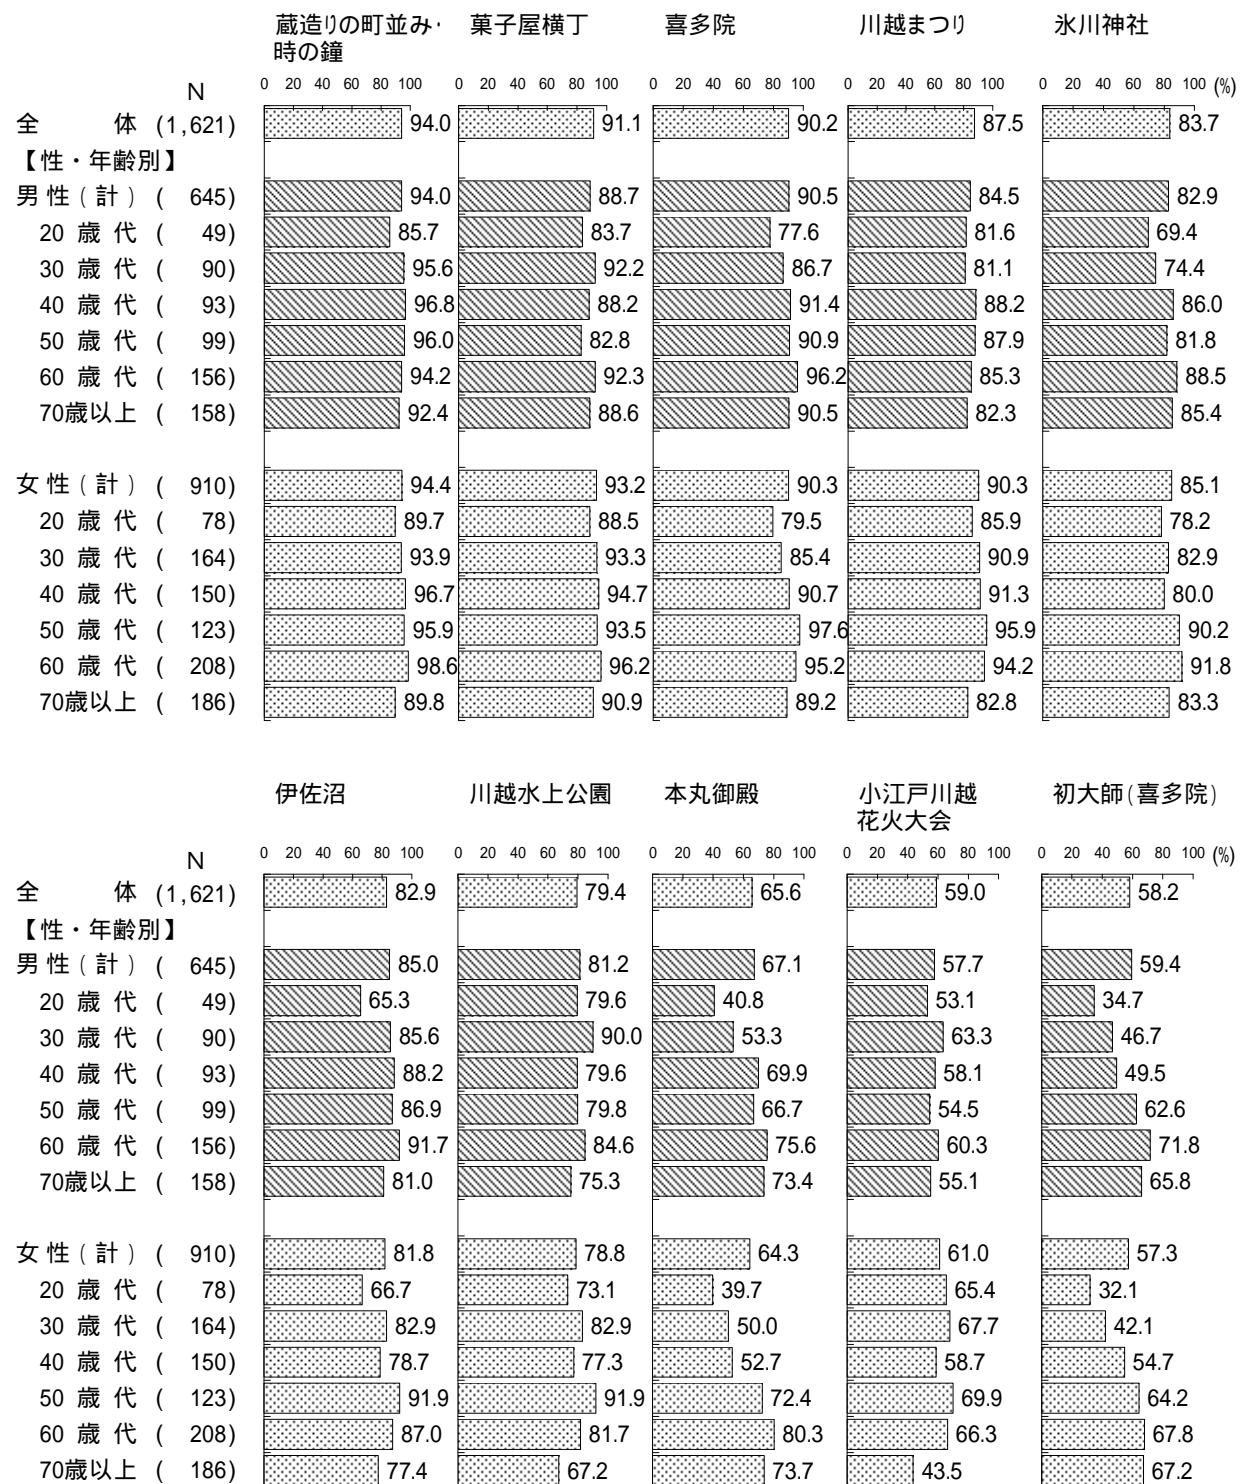 蔵造りの町並み・ 菓子屋横丁 喜多院 川越まつり 氷川神社
時の鐘
0 20 40 60 80 100 0 20 40 60 80 100 0 20 40 60 80 100 0 20 40 60 80 100 0 20 40 60 80 100 (%)
N
全 体 (1,621) 94.0 91.1 90.2 87.5 83.7
【性・年齢別】
男性(計) ( 645) 94.0 88.7 90.5 84.5 82.9
20 歳 代 ( 49) 85.7 83.7 77.6 81.6 69.4
30 歳 代 ( 90) 95.6 92.2 86.7 81.1 74.4
40 歳 代 ( 93) 96.8 88.2 91.4 88.2 86.0
50 歳 代 ( 99) 96.0 82.8 90.9 87.9 81.8
60 歳 代 ( 156) 94.2 92.3 96.2 85.3 88.5
70歳以上 ( 158) 92.4 88.6 90.5 82.3 85.4
女性(計) ( 910) 94.4 93.2 90.3 90.3 85.1
20 歳 代 ( 78) 89.7 88.5 79.5 85.9 78.2
30 歳 代 ( 164) 93.9 93.3 85.4 90.9 82.9
40 歳 代 ( 150) 96.7 94.7 90.7 91.3 80.0
50 歳 代 ( 123) 95.9 93.5 97.6 95.9 90.2
60 歳 代 ( 208) 98.6 96.2 95.2 94.2 91.8
70歳以上 ( 186) 89.8 90.9 89.2 82.8 83.3
伊佐沼 川越水上公園 本丸御殿 小江戸川越 初大師(喜多院)
花火大会
0 20 40 60 80 100 0 20 40 60 80 100 0 20 40 60 80 100 0 20 40 60 80 100 0 20 40 60 80 100 (%)
N
全 体 (1,621) 82.9 79.4 65.6 59.0 58.2
【性・年齢別】
男性(計) ( 645) 85.0 81.2 67.1 57.7 59.4
20 歳 代 ( 49) 65.3 79.6 40.8 53.1 34.7
30 歳 代 ( 90) 85.6 90.0 53.3 63.3 46.7
40 歳 代 ( 93) 88.2 79.6 69.9 58.1 49.5
50 歳 代 ( 99) 86.9 79.8 66.7 54.5 62.6
60 歳 代 ( 156) 91.7 84.6 75.6 60.3 71.8
70歳以上 ( 158) 81.0 75.3 73.4 55.1 65.8
女性(計) ( 910) 81.8 78.8 64.3 61.0 57.3
20 歳 代 ( 78) 66.7 73.1 39.7 65.4 32.1
30 歳 代 ( 164) 82.9 82.9 50.0 67.7 42.1
40 歳 代 ( 150) 78.7 77.3 52.7 58.7 54.7
50 歳 代 ( 123) 91.9 91.9 72.4 69.9 64.2
60 歳 代 ( 208) 87.0 81.7 80.3 66.3 67.8
70歳以上 ( 186) 77.4 67.2 73.7 43.5 67.2